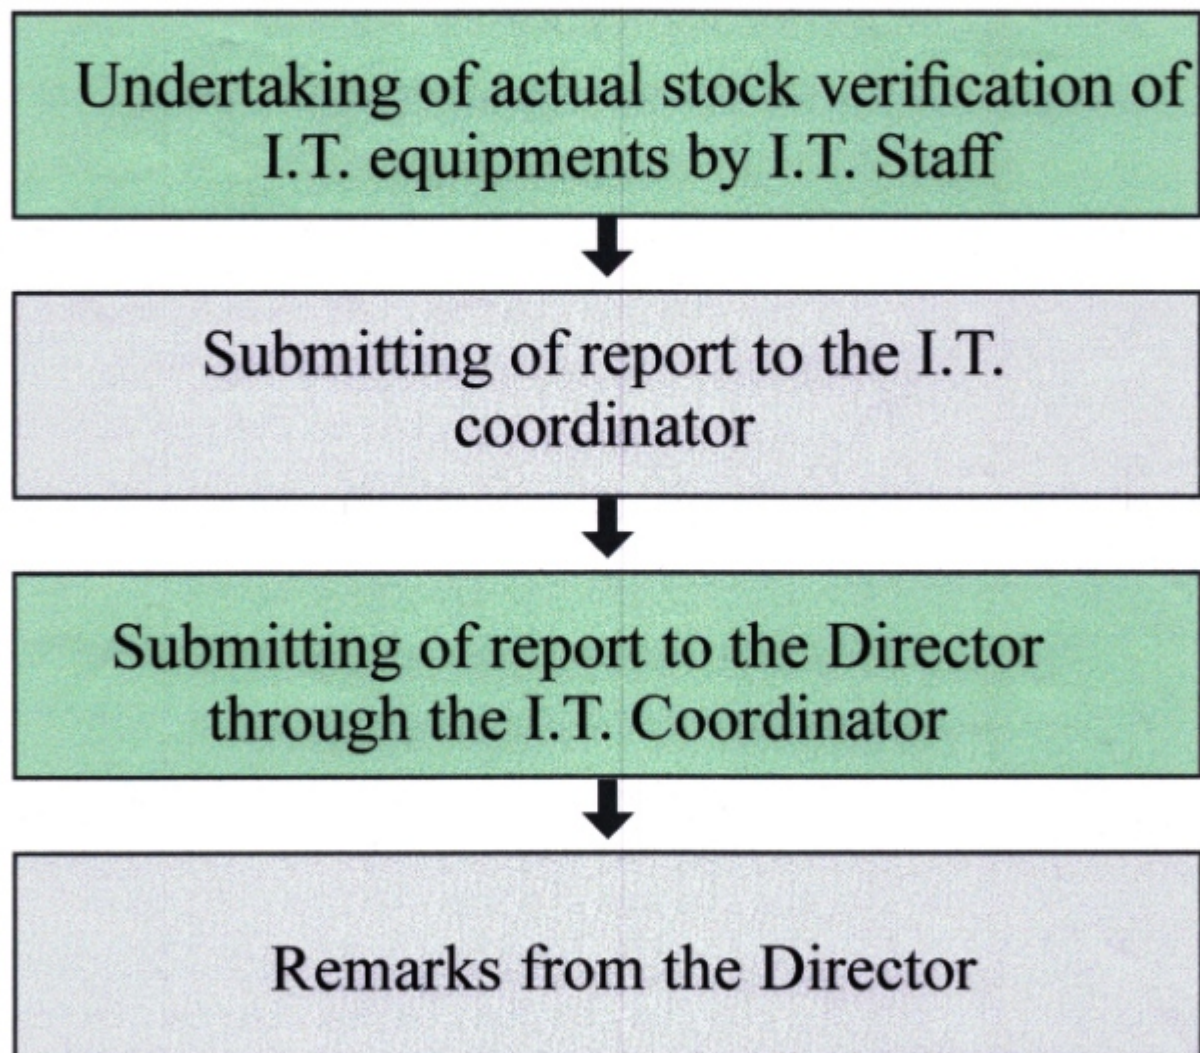 Undertaking of actual stock verification of
I.T. equipments by I.T. Staff
Submitting of report to the I.T.
coordinator
Submitting of report to the Director
through the I.T. Coordinator
Remarks from the Director